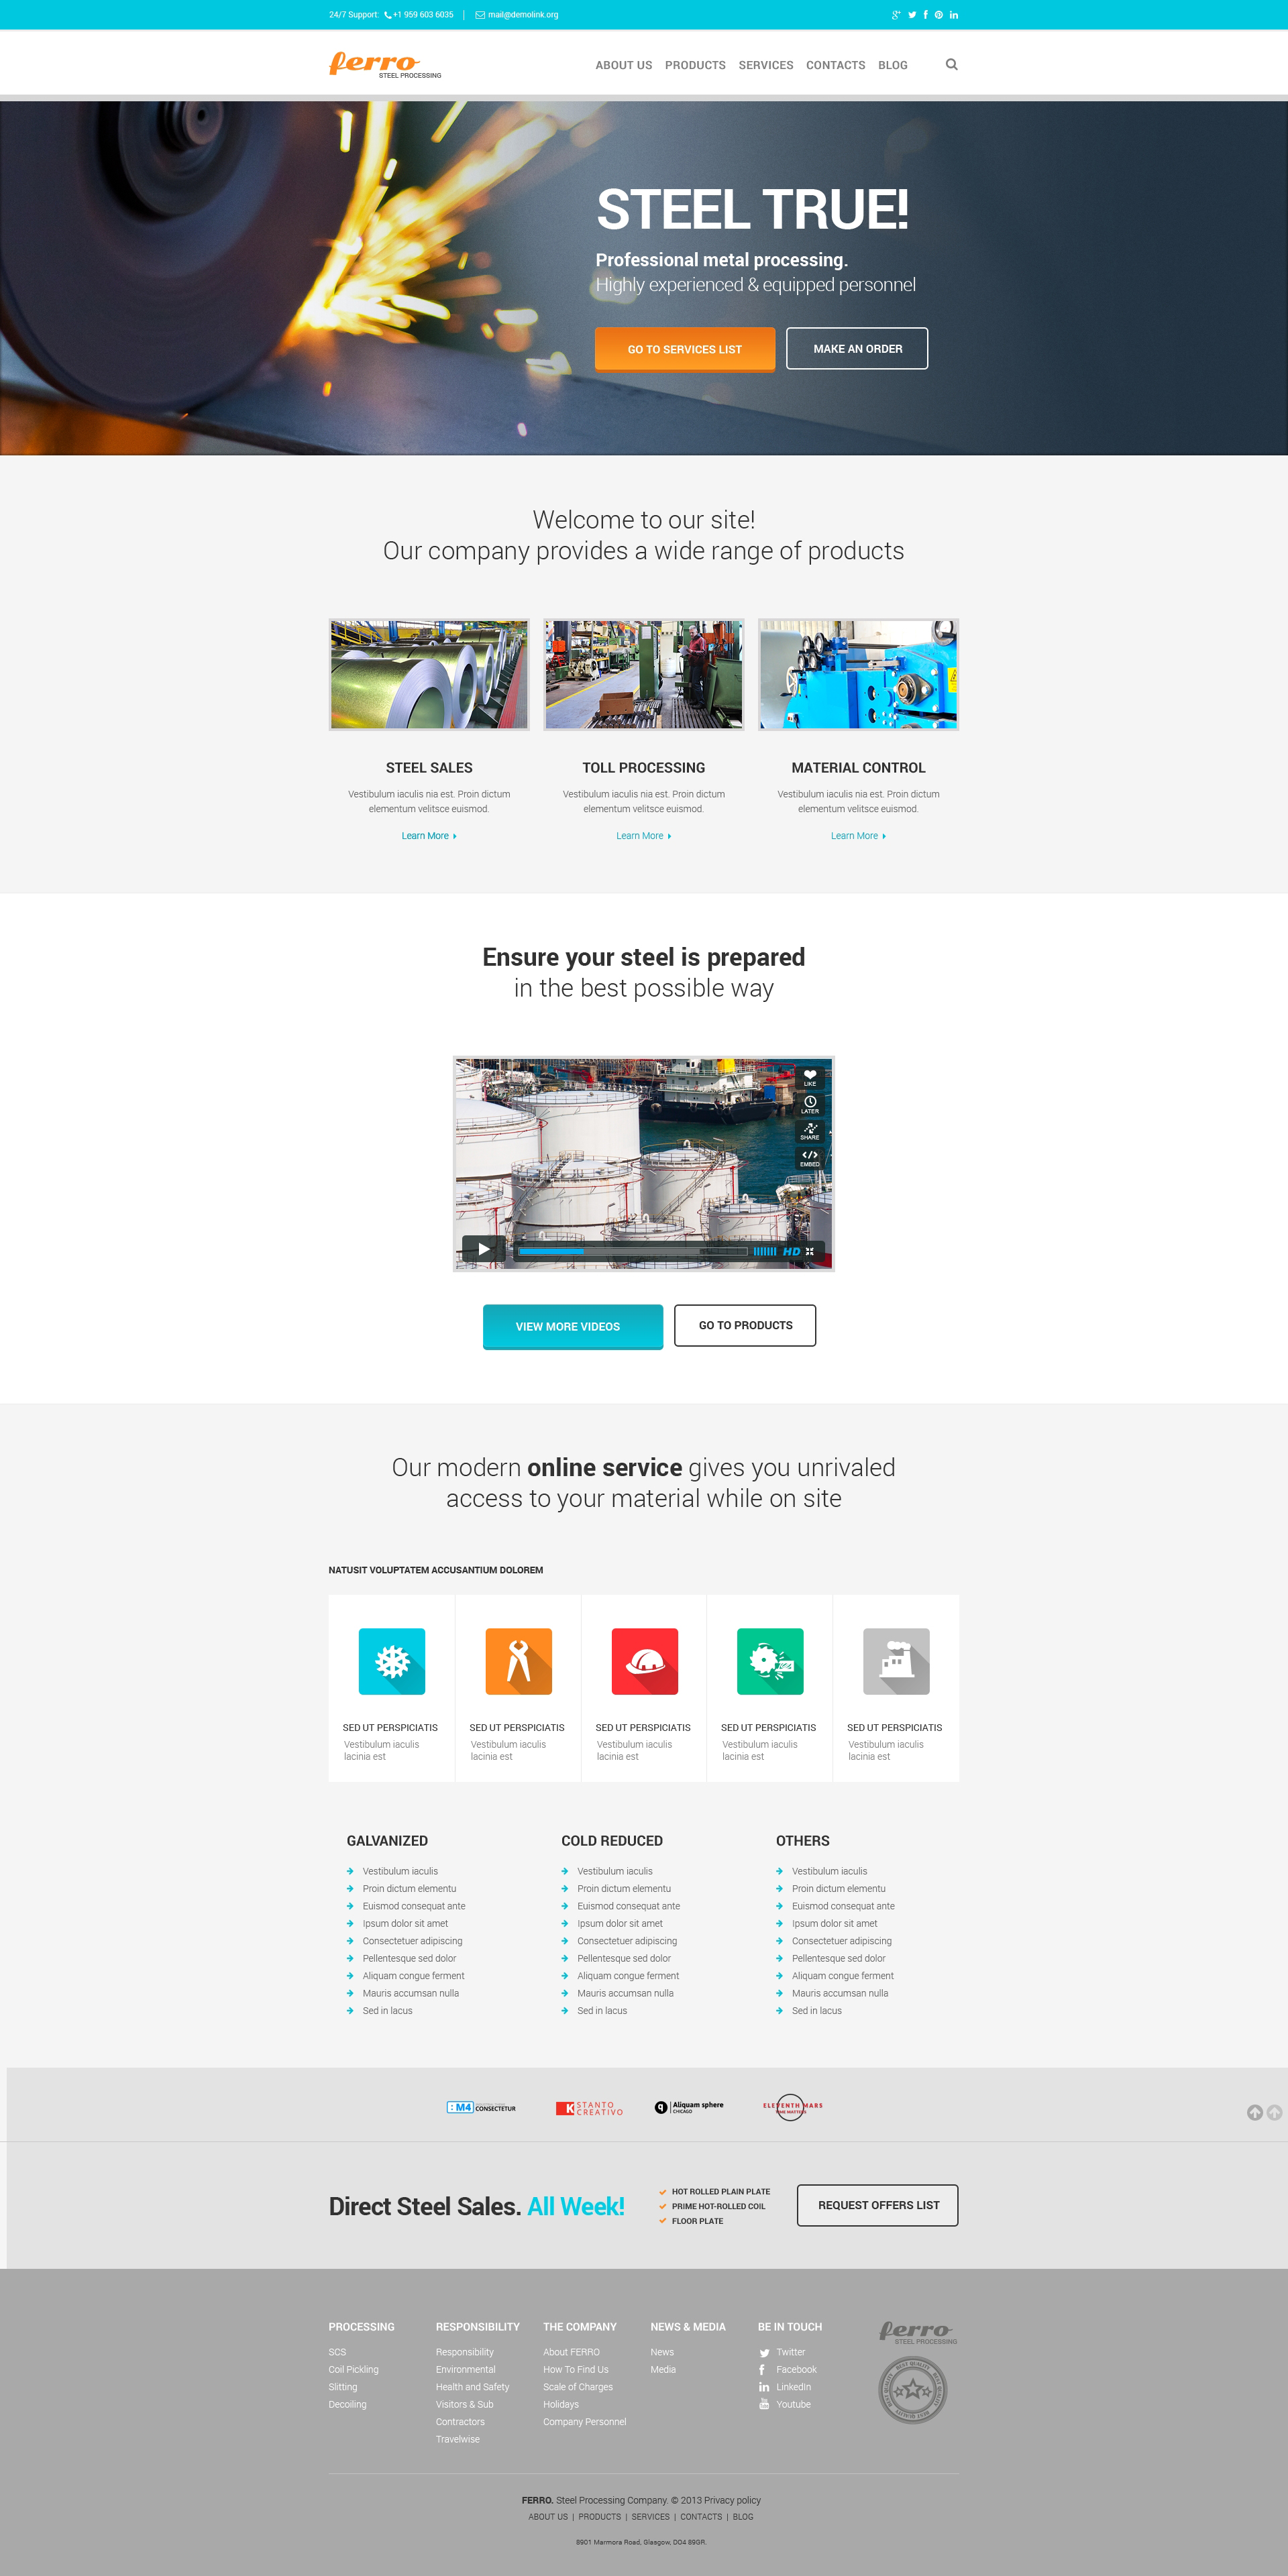 24/7 Support: +1 959 603 6035 mail@demolink.org
ferro
STEEL PROCESSING
ABOUT US PRODUCTS SERVICES CONTACTS BLOG
STEEL TRUE!
Professional metal processing.
Highly experienced & equipped personnel
GO TO SERVICES LIST MAKE AN ORDER
Welcome to our site!
Our company provides a wide range of products
STEEL SALES
Vestibulum iaculis nia est. Proin dictum
elementum velitsce euismod.
Learn More
TOLL PROCESSING
Vestibulum iaculis nia est. Proin dictum
elementum velitsce euismod.
Learn More
MATERIAL CONTROL
Vestibulum iaculis nia est. Proin dictum
elementum velitsce euismod.
Learn More
Ensure your steel is prepared
in the best possible way
LIKE
LATER
SHARE
EMBED
HD
VIEW MORE VIDEOS GO TO PRODUCTS
Our modern online service gives you unrivaled
access to your material while on site
NATUSIT VOLUPTATEM ACCUSANTIUM DOLOREM
SED UT PERSPICIATIS
Vestibulum iaculis
lacinia est
SED UT PERSPICIATIS
Vestibulum iaculis
lacinia est
SED UT PERSPICIATIS
Vestibulum iaculis
lacinia est
SED UT PERSPICIATIS
Vestibulum iaculis
lacinia est
SED UT PERSPICIATIS
Vestibulum iaculis
lacinia est
GALVANIZED
Vestibulum iaculis
Proin dictum elementu
Euismod consequat ante
Ipsum dolor sit amet
Consectetuer adipiscing
Pellentesque sed dolor
Aliquam congue ferment
Mauris accumsan nulla
Sed in lacus
COLD REDUCED
Vestibulum iaculis
Proin dictum elementu
Euismod consequat ante
Ipsum dolor sit amet
Consectetuer adipiscing
Pellentesque sed dolor
Aliquam congue ferment
Mauris accumsan nulla
Sed in lacus
OTHERS
Vestibulum iaculis
Proin dictum elementu
Euismod consequat ante
Ipsum dolor sit amet
Consectetuer adipiscing
Pellentesque sed dolor
Aliquam congue ferment
Mauris accumsan nulla
Sed in lacus
:M4 CONSECTETUR
K STANTO
CREATIVO
q Aliquam sphere
CHICAGO
ELEVENTH MARS
TIME MATTERS
Direct Steel Sales. All Week!
HOT ROLLED PLAIN PLATE
PRIME HOT-ROLLED COIL
FLOOR PLATE
REQUEST OFFERS LIST
PROCESSING
SCS
Coil Pickling
Slitting
Decoiling
RESPONSIBILITY
Responsibility
Environmental
Health and Safety
Visitors & Sub
Contractors
Travelwise
THE COMPANY
About FERRO
How To Find Us
Scale of Charges
Holidays
Company Personnel
NEWS & MEDIA
News
Media
BE IN TOUCH
Twitter
Facebook
LinkedIn
Youtube
ferro
STEEL PROCESSING
BEST QUALITY BEST QUALITY BEST QUALITY BEST QUALITY
FERRO. Steel Processing Company. © 2013 Privacy policy
ABOUT US | PRODUCTS | SERVICES | CONTACTS | BLOG
8901 Marmora Road, Glasgow, DO4 89GR.